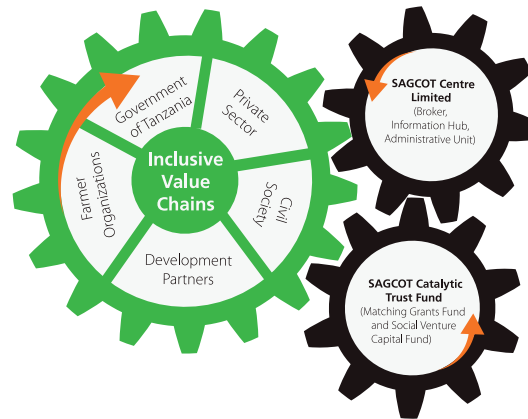 Government
of Tanzania
Private
Sector
Farmer
Organizations
Inclusive
Value
Chains
Civil
Society
Development
Partners
SAGCOT Centre
Limited
(Broker,
Information Hub,
Administrative Unit)
SAGCOT Catalytic
Trust Fund
(Matching Grants Fund
and Social Venture
Capital Fund)